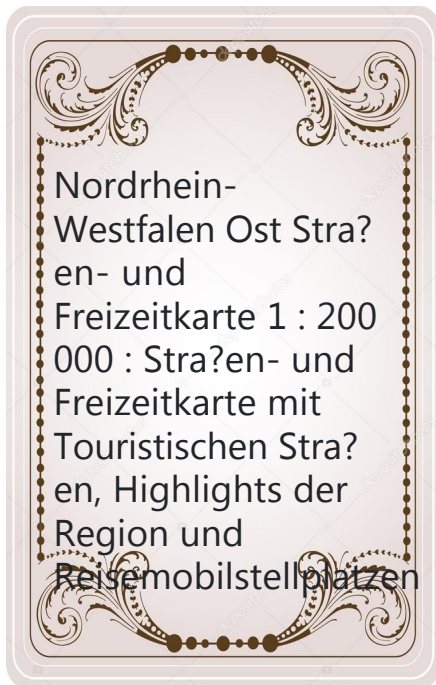 Nordrhein-
Westfalen Ost Stra?
en- und
Freizeitkarte 1 : 200
000 : Stra?en- und
Freizeitkarte mit
Touristischen Stra?
en, Highlights der
Region und
Reisemobilstellplatzen